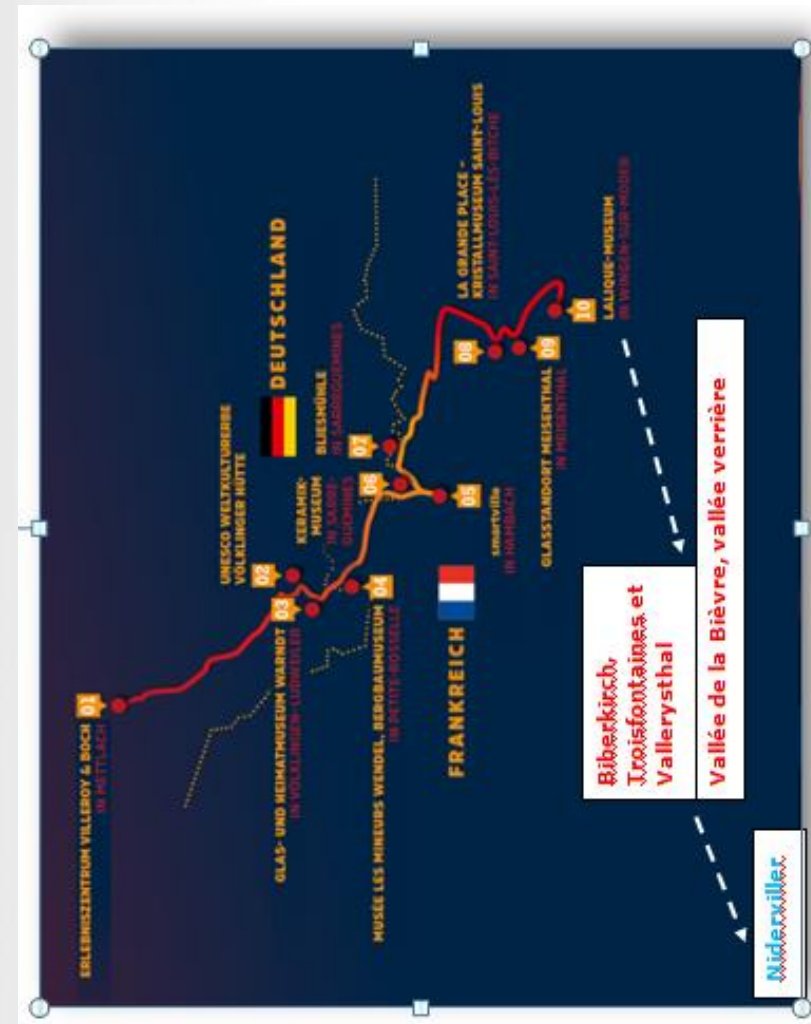 ERLEBNISZENTRUM VILLEROY & BOCH
IN METTLACH
01
UNESCO WELTKULTURERBE
VÖLKLINGER HÜTTE
02
03
GLAS- UND HEIMATMUSEUM WARNDT
IN VÖLKLINGEN-LUDWEILER
04
MUSÉE LES MINEURS WENDEL, BERGBAUMUSEUM
IN PETITE-ROSSELLE
DEUTSCHLAND
KERAMIK-
MUSEUM
IN SARRE-
GUEMINES
06
BLIESMÜHLE
IN SARREGUEMINES
07
05
smartville
IN HAMBACH
FRANKREICH
LA GRANDE PLACE -
KRISTALLMUSEUM SAINT-LOUIS
IN SAINT-LOUIS-LÈS-BITCHE
08
09
GLASSTANDORT MEISENTHAL
IN MEISENTHAL
10
LALIQUE-MUSEUM
IN WINGEN-SUR-MODER
Biberkirch,
Troisfontaines et
Vallerysthal
Vallée de la Bièvre, vallée verrière
Niderviller